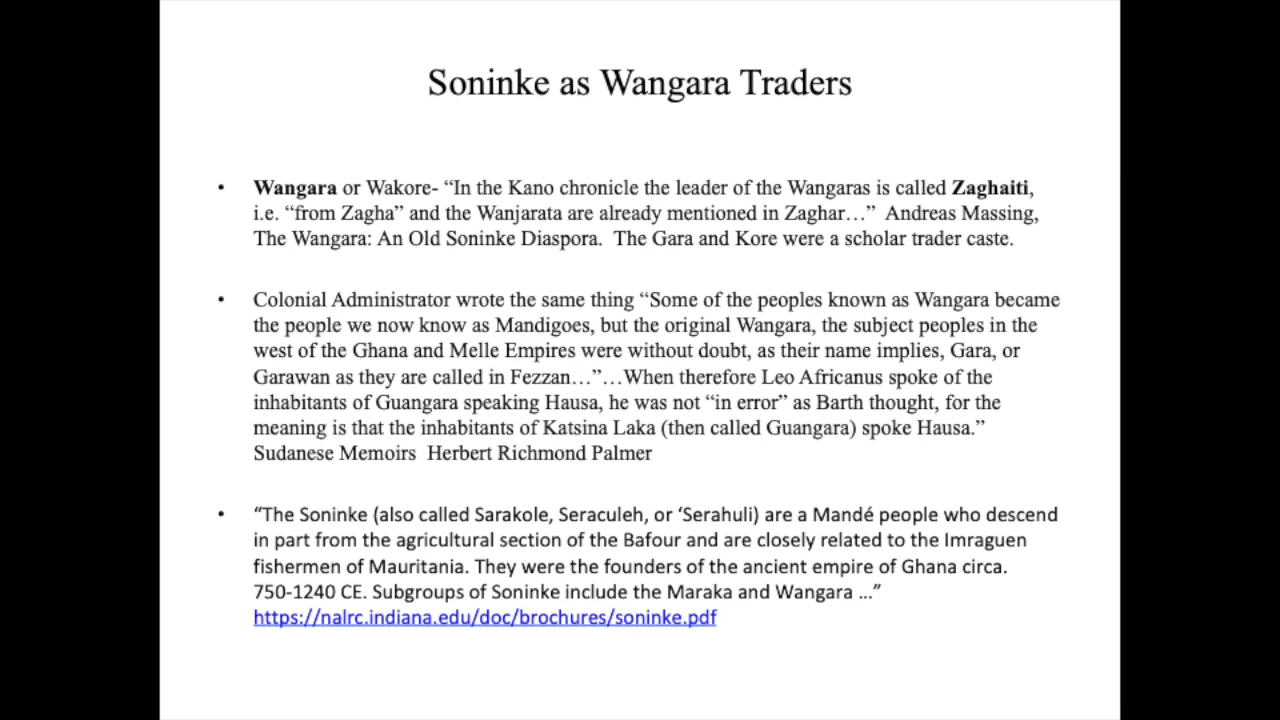 Soninke as Wangara Traders
• Wangara or Wakore- “In the Kano chronicle the leader of the Wangaras is called Zaghaiti,
i.e. “from Zagha” and the Wanjarata are already mentioned in Zaghar…”  Andreas Massing,
The Wangara: An Old Soninke Diaspora.  The Gara and Kore were a scholar trader caste.
• Colonial Administrator wrote the same thing “Some of the peoples known as Wangara became
the people we now know as Mandigoes, but the original Wangara, the subject peoples in the
west of the Ghana and Melle Empires were without doubt, as their name implies, Gara, or
Garawan as they are called in Fezzan…”…When therefore Leo Africanus spoke of the
inhabitants of Guangara speaking Hausa, he was not “in error” as Barth thought, for the
meaning is that the inhabitants of Katsina Laka (then called Guangara) spoke Hausa.”
Sudanese Memoirs  Herbert Richmond Palmer
• “The Soninke (also called Sarakole, Seraculeh, or ‘Serahuli) are a Mandé people who descend
in part from the agricultural section of the Bafour and are closely related to the Imraguen
fishermen of Mauritania. They were the founders of the ancient empire of Ghana circa.
750-1240 CE. Subgroups of Soninke include the Maraka and Wangara …”
https://nalrc.indiana.edu/doc/brochures/soninke.pdf